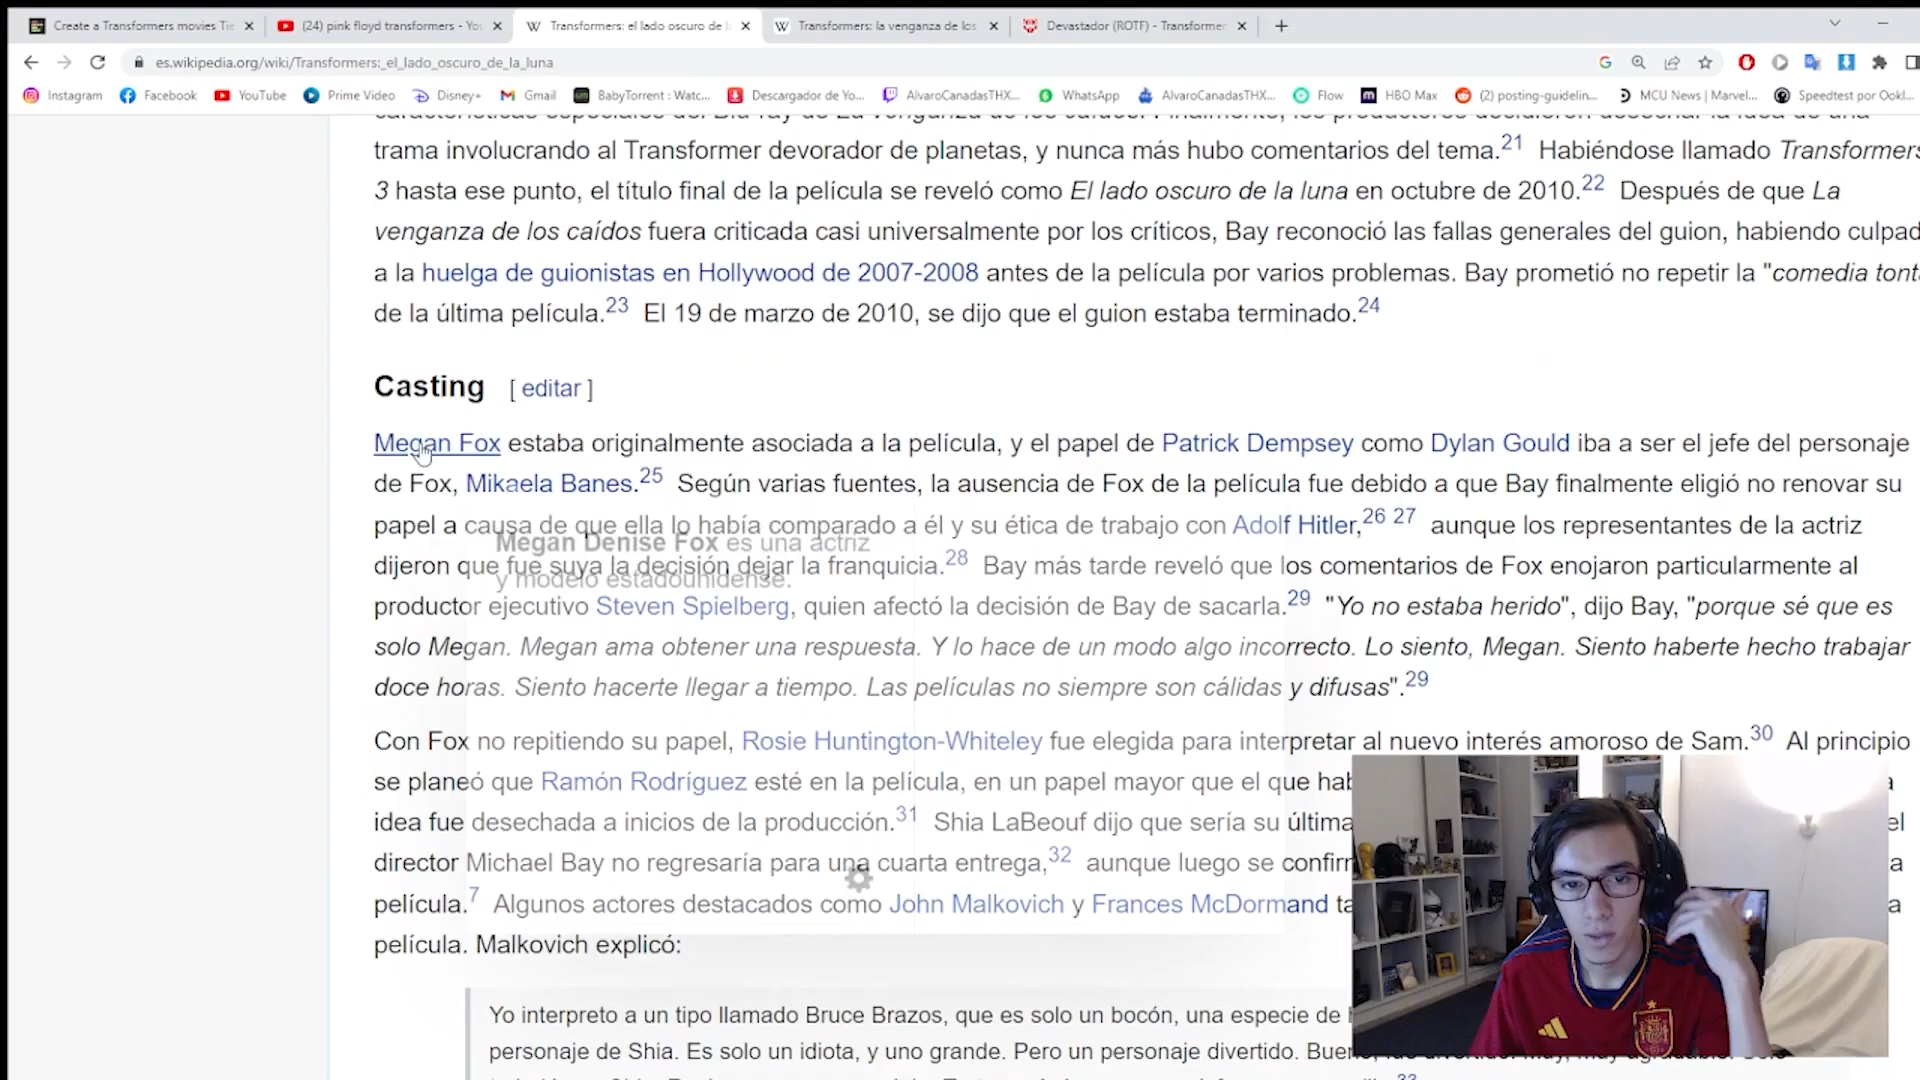 Create a Transformers movies Tie
(24) pink floyd transformers - Yo
Transformers: el lado oscuro de l
Transformers: la venganza de los
Devastador (ROTF) - Transformer
es.wikipedia.org/wiki/Transformers:_el_lado_oscuro_de_la_luna
Instagram Facebook YouTube Prime Video Disney+ Gmail BabyTorrent : Watc... Descargador de Yo... AlvaroCanadasTHX... WhatsApp AlvaroCanadasTHX... Flow HBO Max (2) posting-guidelin... MCU News | Marvel... Speedtest por Ookl...
trama involucrando al Transformer devorador de planetas, y nunca más hubo comentarios del tema.21 Habiéndose llamado Transformers
3 hasta ese punto, el título final de la película se reveló como El lado oscuro de la luna en octubre de 2010.22 Después de que La
venganza de los caídos fuera criticada casi universalmente por los críticos, Bay reconoció las fallas generales del guion, habiendo culpad
a la huelga de guionistas en Hollywood de 2007-2008 antes de la película por varios problemas. Bay prometió no repetir la "comedia tonta
de la última película.23 El 19 de marzo de 2010, se dijo que el guion estaba terminado.24
Casting [ editar ]
Megan Fox estaba originalmente asociada a la película, y el papel de Patrick Dempsey como Dylan Gould iba a ser el jefe del personaje
de Fox, Mikaela Banes.25 Según varias fuentes, la ausencia de Fox de la película fue debido a que Bay finalmente eligió no renovar su
papel a causa de que ella lo había comparado a él y su ética de trabajo con Adolf Hitler,26 27 aunque los representantes de la actriz
Megan Denise Fox es una actriz
dijeron que fue suya la decisión dejar la franquicia.28 Bay más tarde reveló que los comentarios de Fox enojaron particularmente al
y modelo estadounidense.
productor ejecutivo Steven Spielberg, quien afectó la decisión de Bay de sacarla.29 "Yo no estaba herido", dijo Bay, "porque sé que es
solo Megan. Megan ama obtener una respuesta. Y lo hace de un modo algo incorrecto. Lo siento, Megan. Siento haberte hecho trabajar
doce horas. Siento hacerte llegar a tiempo. Las películas no siempre son cálidas y difusas".29
Con Fox no repitiendo su papel, Rosie Huntington-Whiteley fue elegida para interpretar al nuevo interés amoroso de Sam.30 Al principio
se planeó que Ramón Rodríguez esté en la película, en un papel mayor que el que hab a
idea fue desechada a inicios de la producción.31 Shia LaBeouf dijo que sería su última el
director Michael Bay no regresaría para una cuarta entrega,32 aunque luego se confirm a
película.7 Algunos actores destacados como John Malkovich y Frances McDormand ta a
película. Malkovich explicó:
Yo interpreto a un tipo llamado Bruce Brazos, que es solo un bocón, una especie de
personaje de Shia. Es solo un idiota, y uno grande. Pero un personaje divertido.